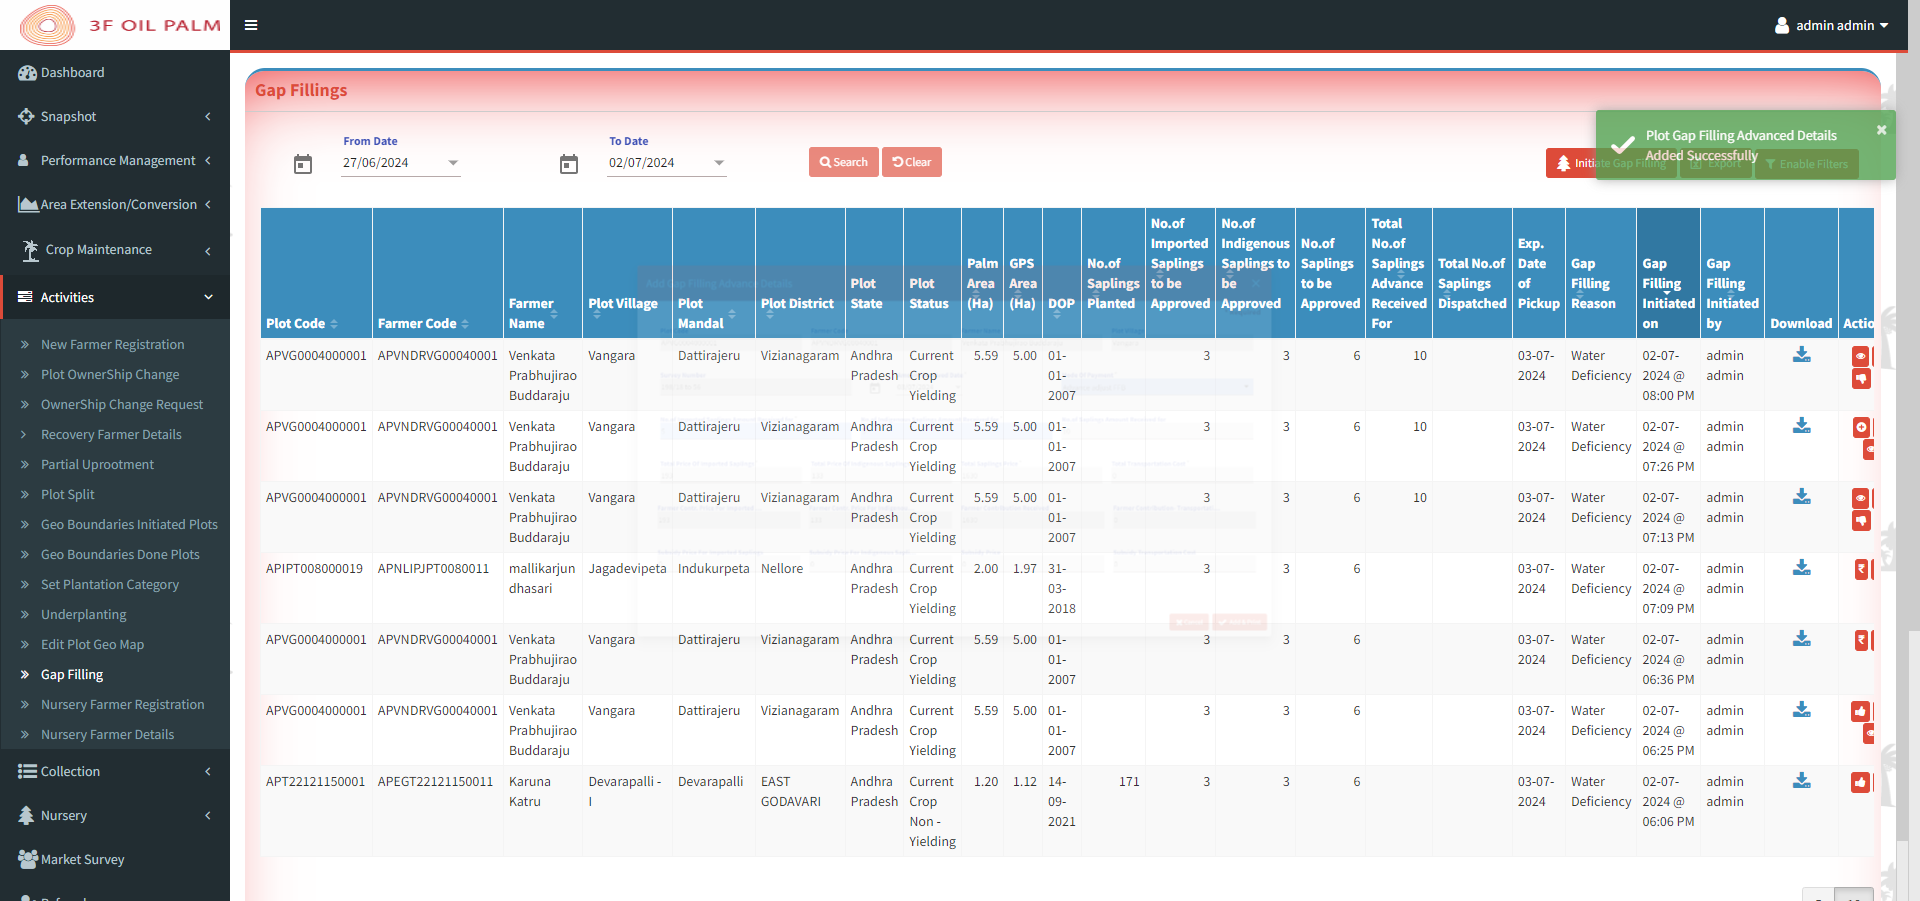 3F OIL PALM
admin admin
Dashboard
Snapshot
Performance Management
Area Extension/Conversion
Crop Maintenance
Activities
New Farmer Registration
Plot OwnerShip Change
OwnerShip Change Request
Recovery Farmer Details
Partial Uprootment
Plot Split
Geo Boundaries Initiated Plots
Geo Boundaries Done Plots
Set Plantation Category
Underplanting
Edit Plot Geo Map
Gap Filling
Nursery Farmer Registration
Nursery Farmer Details
Collection
Nursery
Market Survey
Gap Fillings
From Date
27/06/2024
To Date
02/07/2024
Search
Clear
Initiate Gap Filling
Export
Enable Filters
Plot Gap Filling Advanced Details
Added Successfully
Plot Code Farmer Code Farmer Name Plot Village Plot Mandal Plot District Plot State Plot Status Palm Area (Ha) GPS Area (Ha) DOP No.of Saplings Planted No.of Imported Saplings to be Approved No.of Indigenous Saplings to be Approved No.of Saplings to be Approved Total No.of Saplings Advance Received For Total No.of Saplings Dispatched Exp. Date of Pickup Gap Filling Reason Gap Filling Initiated on Gap Filling Initiated by Download Actio
APVG0004000001 APVNDRVG00040001 Venkata Prabhujirao Buddaraju Vangara Dattirajeru Vizianagaram Andhra Pradesh Current Crop Yielding 5.59 5.00 01-01-2007 3 3 6 10 03-07-2024 Water Deficiency 02-07-2024 @ 08:00 PM admin admin
APVG0004000001 APVNDRVG00040001 Venkata Prabhujirao Buddaraju Vangara Dattirajeru Vizianagaram Andhra Pradesh Current Crop Yielding 5.59 5.00 01-01-2007 3 3 6 10 03-07-2024 Water Deficiency 02-07-2024 @ 07:26 PM admin admin
APVG0004000001 APVNDRVG00040001 Venkata Prabhujirao Buddaraju Vangara Dattirajeru Vizianagaram Andhra Pradesh Current Crop Yielding 5.59 5.00 01-01-2007 3 3 6 10 03-07-2024 Water Deficiency 02-07-2024 @ 07:13 PM admin admin
APIPT008000019 APNLIPJPT0080011 mallikarjun dhasari Jagadevipeta Indukurpeta Nellore Andhra Pradesh Current Crop Yielding 2.00 1.97 31-03-2018 3 3 6 03-07-2024 Water Deficiency 02-07-2024 @ 07:09 PM admin admin
APVG0004000001 APVNDRVG00040001 Venkata Prabhujirao Buddaraju Vangara Dattirajeru Vizianagaram Andhra Pradesh Current Crop Yielding 5.59 5.00 01-01-2007 3 3 6 03-07-2024 Water Deficiency 02-07-2024 @ 06:36 PM admin admin
APVG0004000001 APVNDRVG00040001 Venkata Prabhujirao Buddaraju Vangara Dattirajeru Vizianagaram Andhra Pradesh Current Crop Yielding 5.59 5.00 01-01-2007 3 3 6 03-07-2024 Water Deficiency 02-07-2024 @ 06:25 PM admin admin
APT22121150001 APEGT22121150011 Karuna Katru Devarapalli - I Devarapalli EAST GODAVARI Andhra Pradesh Current Crop Non - Yielding 1.20 1.12 14-09-2021 171 3 3 6 03-07-2024 Water Deficiency 02-07-2024 @ 06:06 PM admin admin